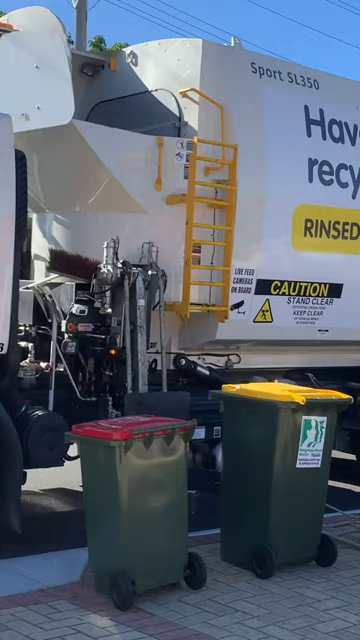 Sport SL350
Hav
recy
RINSED
LIVE FEED
CAMERAS
ON BOARD
CAUTION
STAND CLEAR
KEEP CLEAR